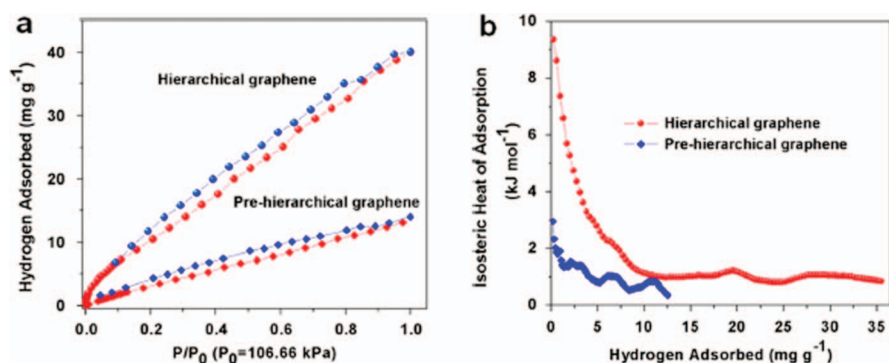 a
Hydrogen Adsorbed (mg g⁻¹)
40
30
20
10
0
Hierarchical graphene
Pre-hierarchical graphene
0.0 0.2 0.4 0.6 0.8 1.0
P/P₀ (P₀=106.66 kPa)
b
Isosteric Heat of Adsorption
(kJ mol⁻¹)
10
8
6
4
2
0
Hierarchical graphene
Pre-hierarchical graphene
0 5 10 15 20 25 30 35
Hydrogen Adsorbed (mg g⁻¹)